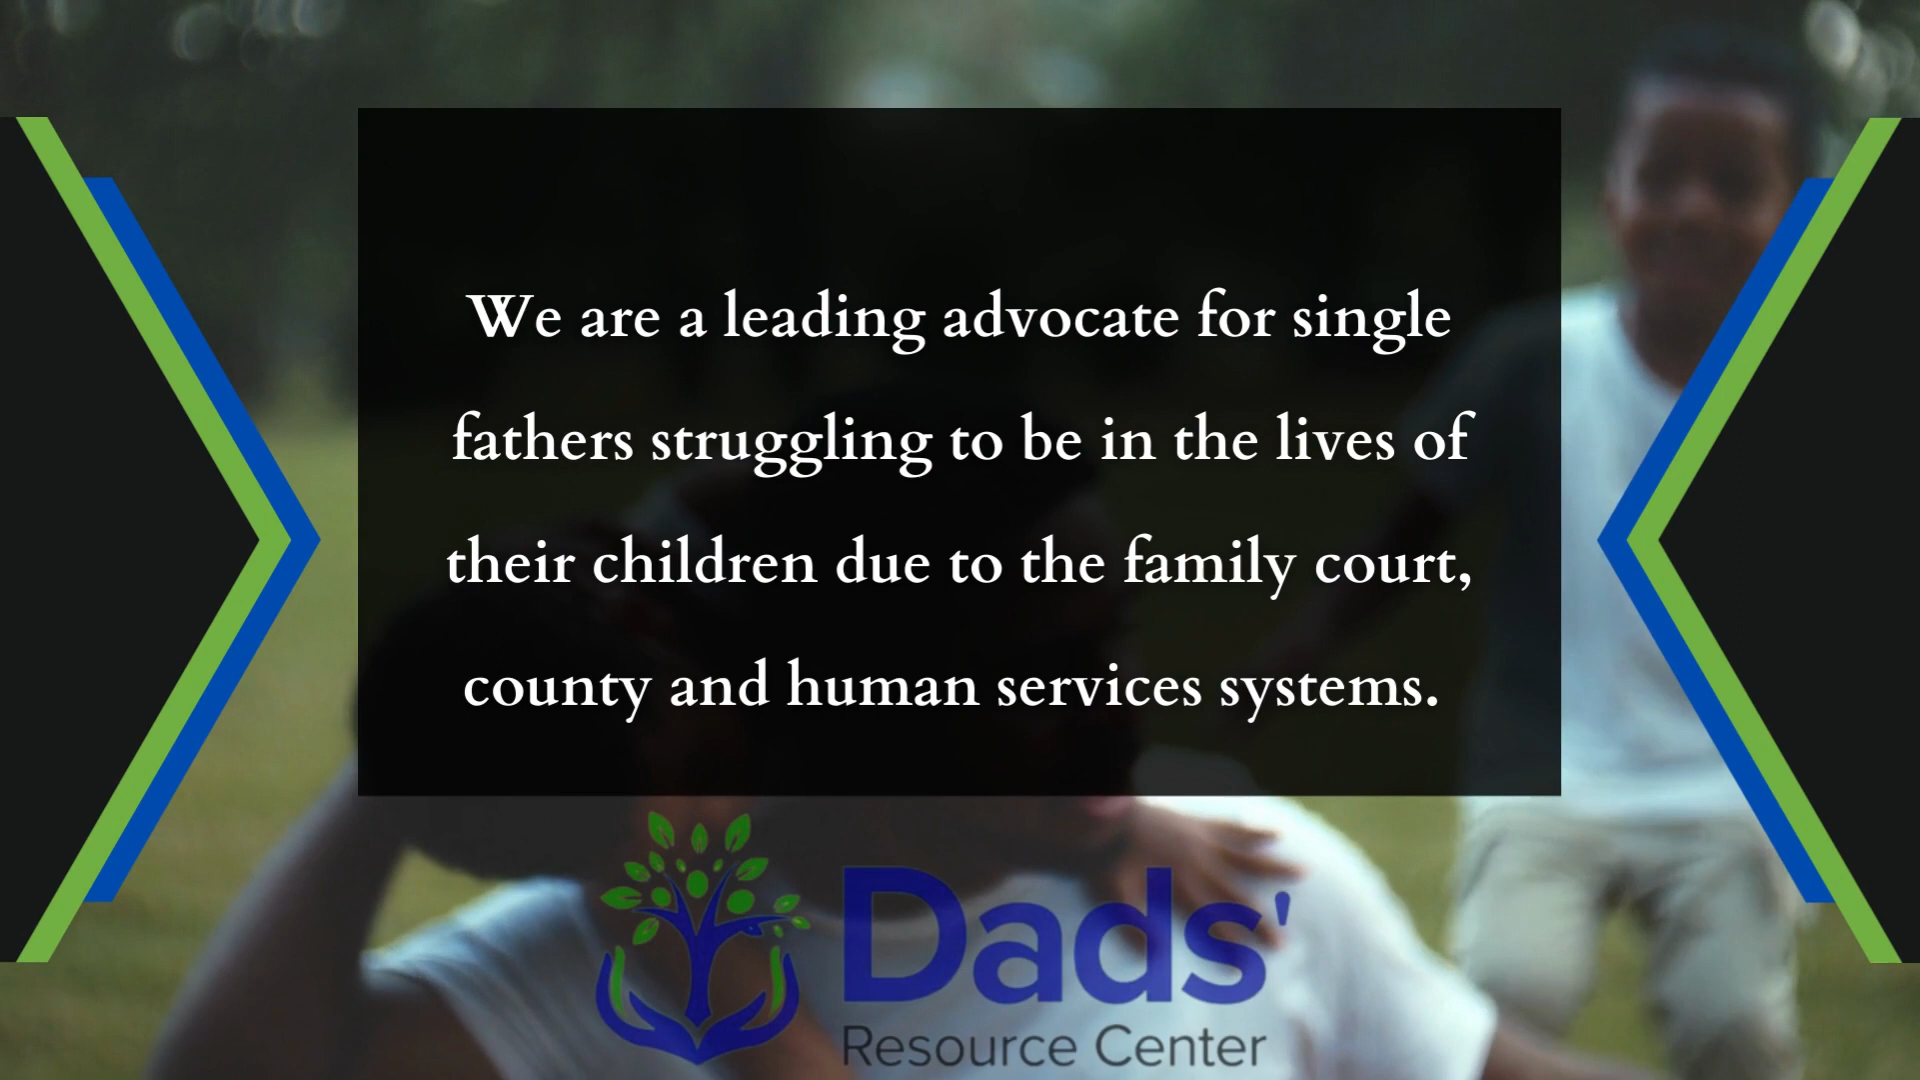 We are a leading advocate for single
fathers struggling to be in the lives of
their children due to the family court,
county and human services systems.
Dads'
Resource Center